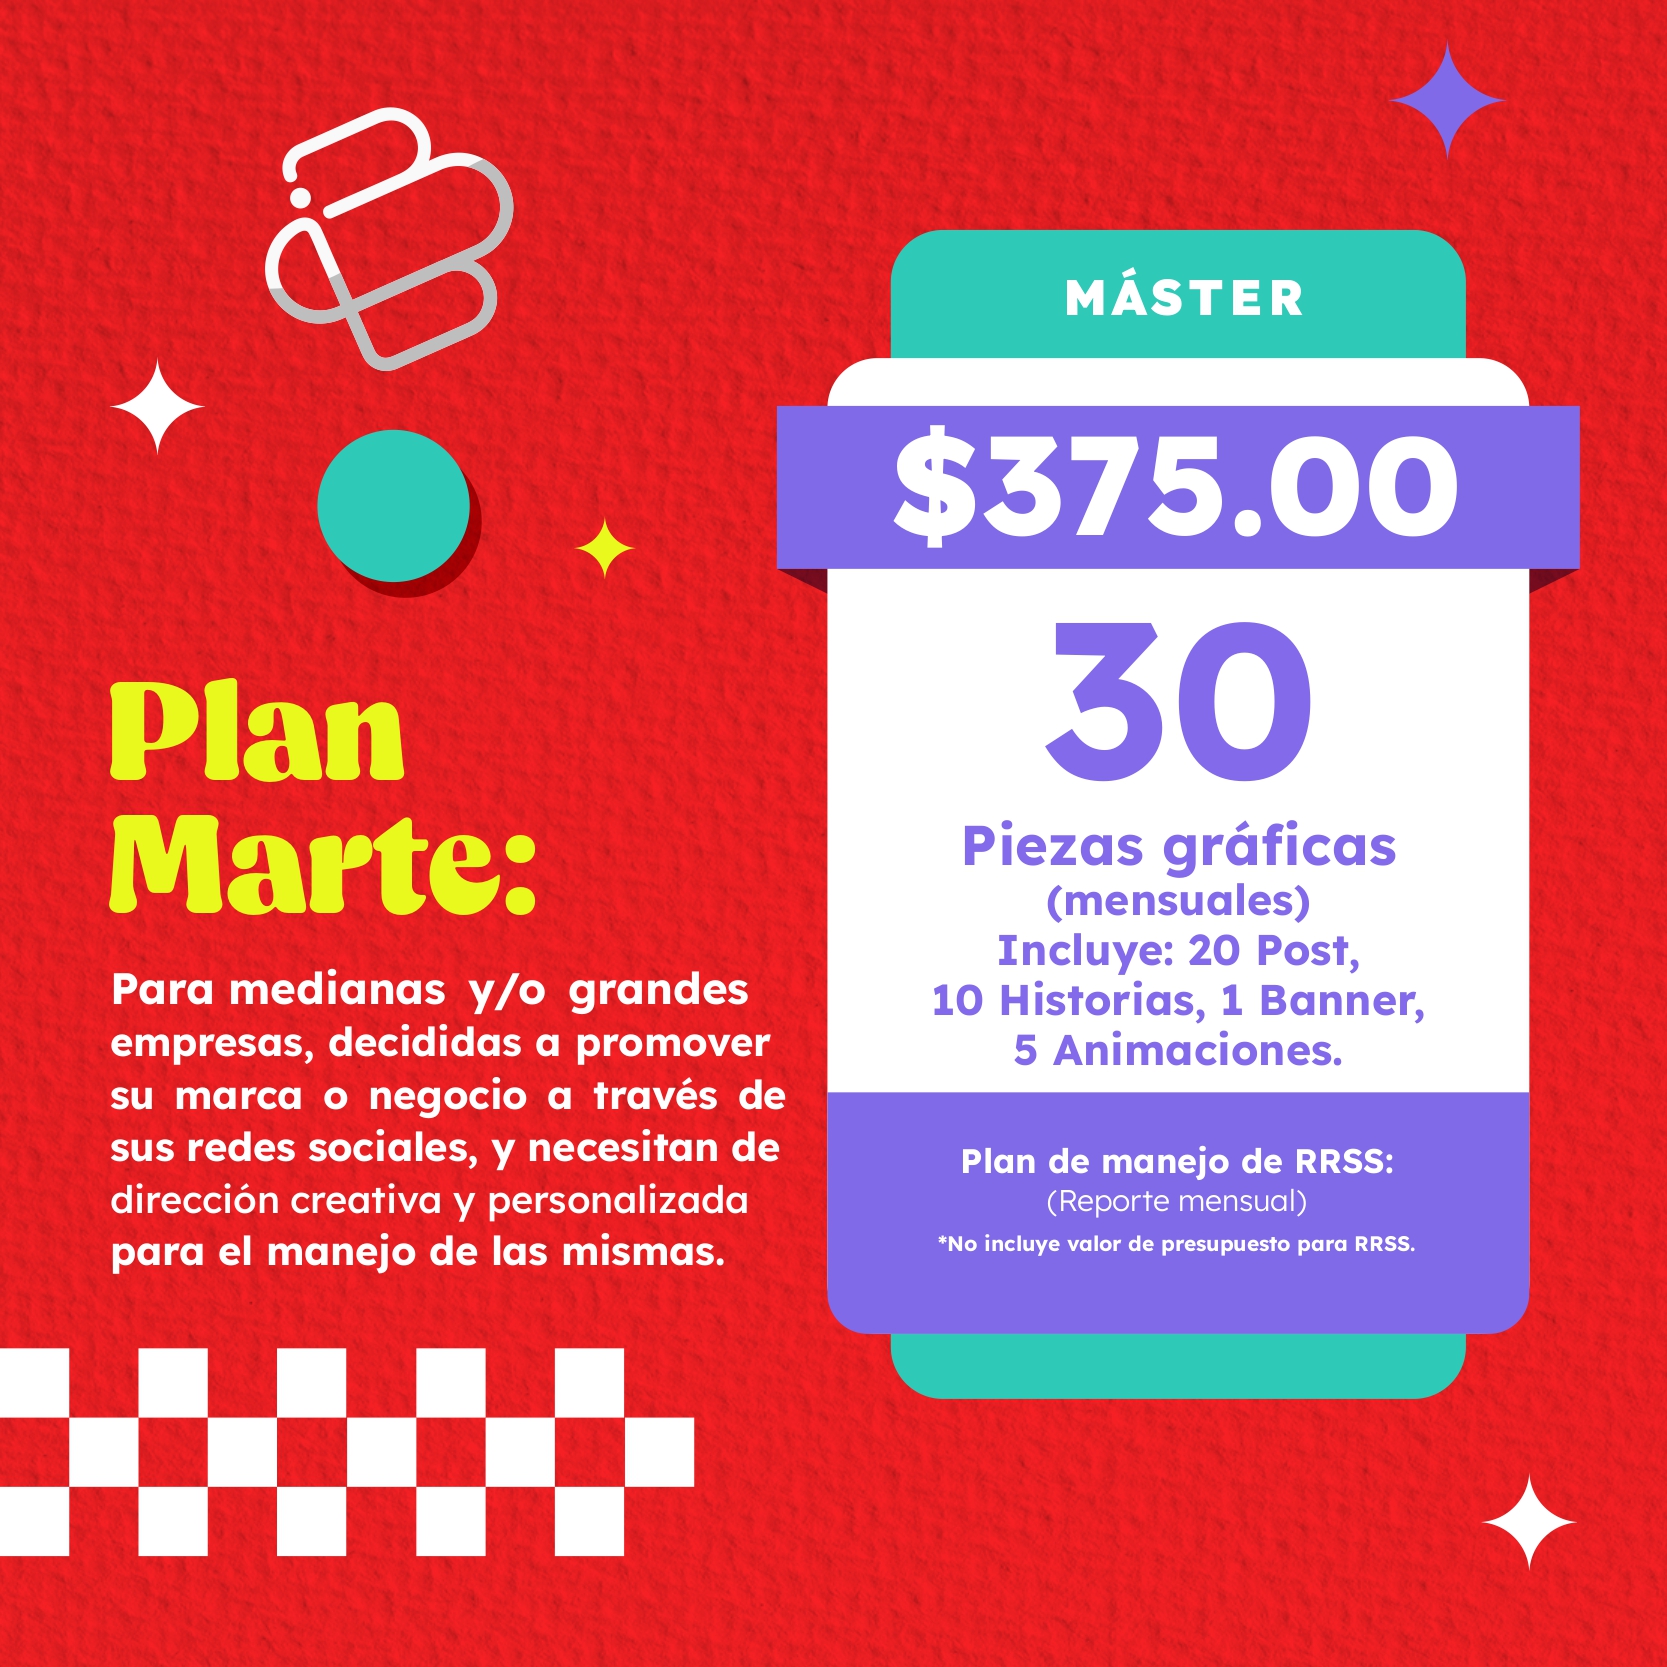 Plan
Marte:
Para medianas y/o grandes
empresas, decididas a promover
su marca o negocio a través de
sus redes sociales, y necesitan de
dirección creativa y personalizada
para el manejo de las mismas.
MÁSTER
$375.00
30
Piezas gráficas
(mensuales)
Incluye: 20 Post,
10 Historias, 1 Banner,
5 Animaciones.
Plan de manejo de RRSS:
(Reporte mensual)
*No incluye valor de presupuesto para RRSS.